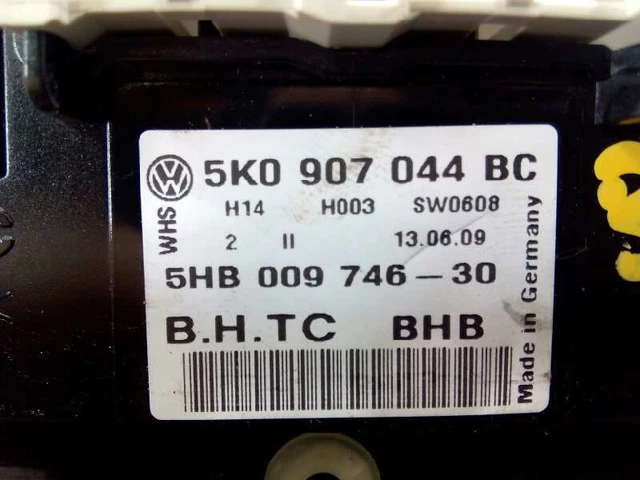 5K0 907 044 BC
WHS
H14 H003 SW0608
2 II 13.06.09
5HB 009 746-30
B.H.TC BHB
Made in Germany